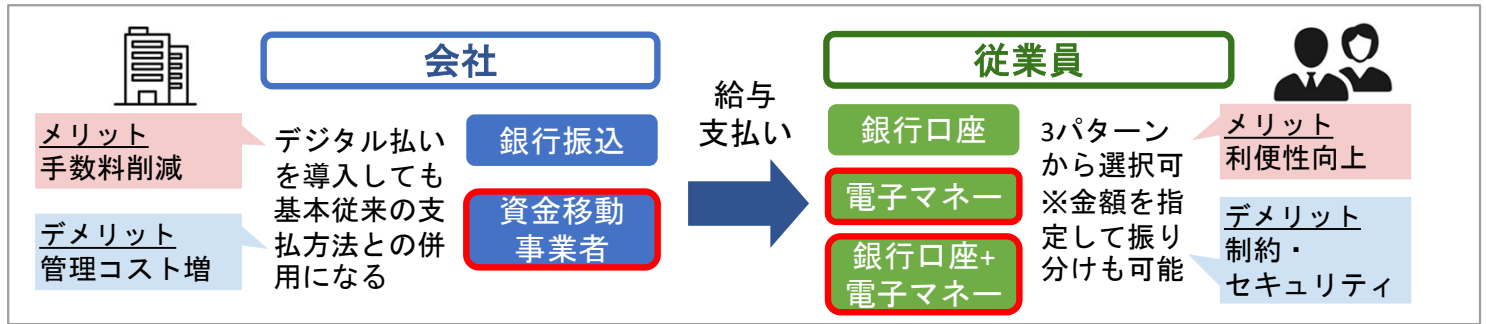 会社
メリット
手数料削減
デメリット
管理コスト増
デジタル払い
を導入しても
基本従来の支
払方法との併
用になる
銀行振込
資金移動
事業者
給与
支払い
従業員
銀行口座
電子マネー
銀行口座+
電子マネー
3パターン
から選択可
※金額を指
定して振り
分けも可能
メリット
利便性向上
デメリット
制約・
セキュリティ